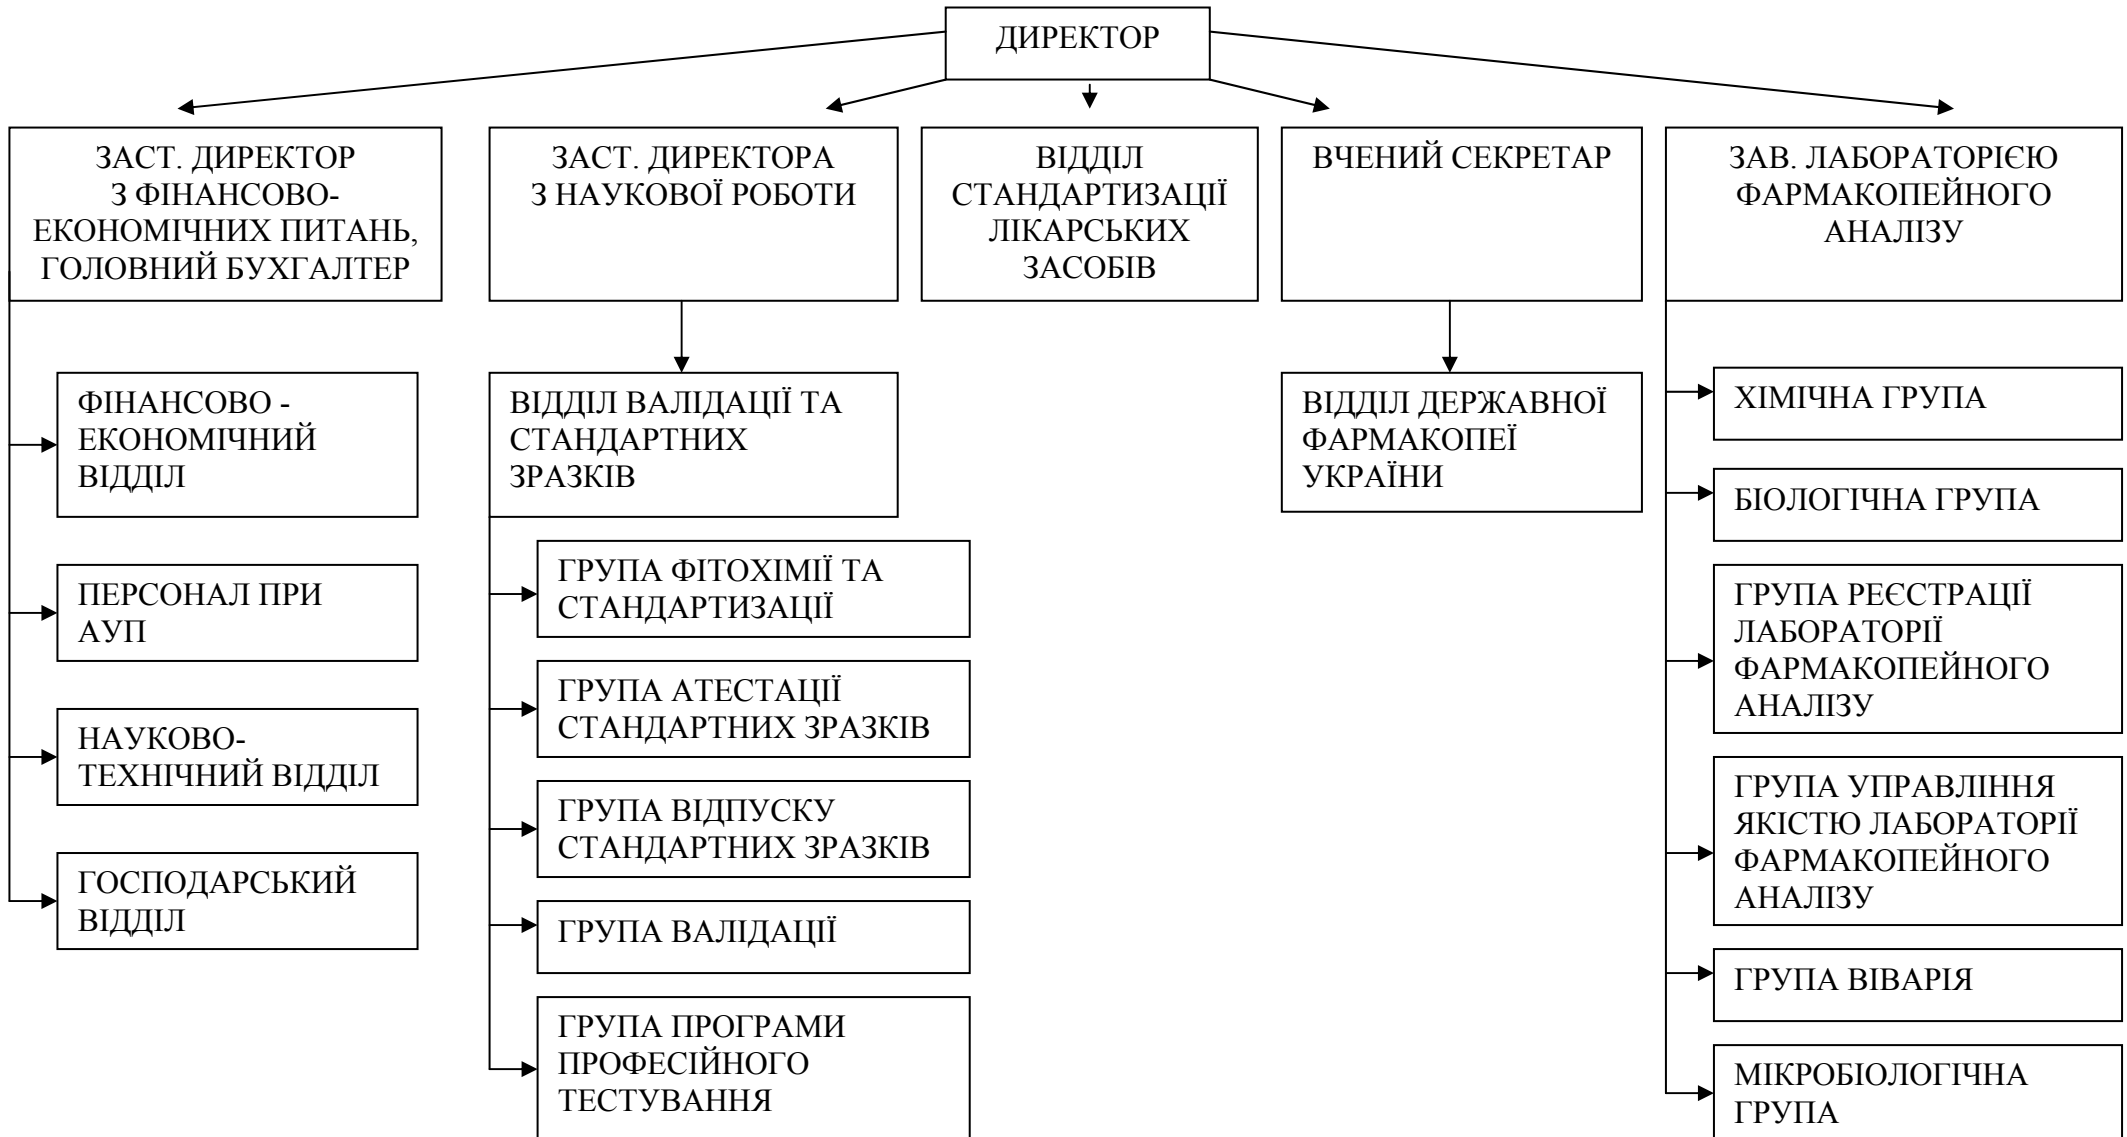 ДИРЕКТОР
ЗАСТ. ДИРЕКТОР
З ФІНАНСОВО-
ЕКОНОМІЧНИХ ПИТАНЬ,
ГОЛОВНИЙ БУХГАЛТЕР
ЗАСТ. ДИРЕКТОРА
З НАУКОВОЇ РОБОТИ
ВІДДІЛ
СТАНДАРТИЗАЦІЇ
ЛІКАРСЬКИХ
ЗАСОБІВ
ВЧЕНИЙ СЕКРЕТАР
ЗАВ. ЛАБОРАТОРІЄЮ
ФАРМАКОПЕЙНОГО
АНАЛІЗУ
ФІНАНСОВО -
ЕКОНОМІЧНИЙ
ВІДДІЛ
ПЕРСОНАЛ ПРИ
АУП
НАУКОВО-
ТЕХНІЧНИЙ ВІДДІЛ
ГОСПОДАРСЬКИЙ
ВІДДІЛ
ВІДДІЛ ВАЛІДАЦІЇ ТА
СТАНДАРТНИХ
ЗРАЗКІВ
ГРУПА ФІТОХІМІЇ ТА
СТАНДАРТИЗАЦІЇ
ГРУПА АТЕСТАЦІЇ
СТАНДАРТНИХ ЗРАЗКІВ
ГРУПА ВІДПУСКУ
СТАНДАРТНИХ ЗРАЗКІВ
ГРУПА ВАЛІДАЦІЇ
ГРУПА ПРОГРАМИ
ПРОФЕСІЙНОГО
ТЕСТУВАННЯ
ВІДДІЛ ДЕРЖАВНОЇ
ФАРМАКОПЕЇ
УКРАЇНИ
ХІМІЧНА ГРУПА
БІОЛОГІЧНА ГРУПА
ГРУПА РЕЄСТРАЦІЇ
ЛАБОРАТОРІЇ
ФАРМАКОПЕЙНОГО
АНАЛІЗУ
ГРУПА УПРАВЛІННЯ
ЯКІСТЮ ЛАБОРАТОРІЇ
ФАРМАКОПЕЙНОГО
АНАЛІЗУ
ГРУПА ВІВАРІЯ
МІКРОБІОЛОГІЧНА
ГРУПА